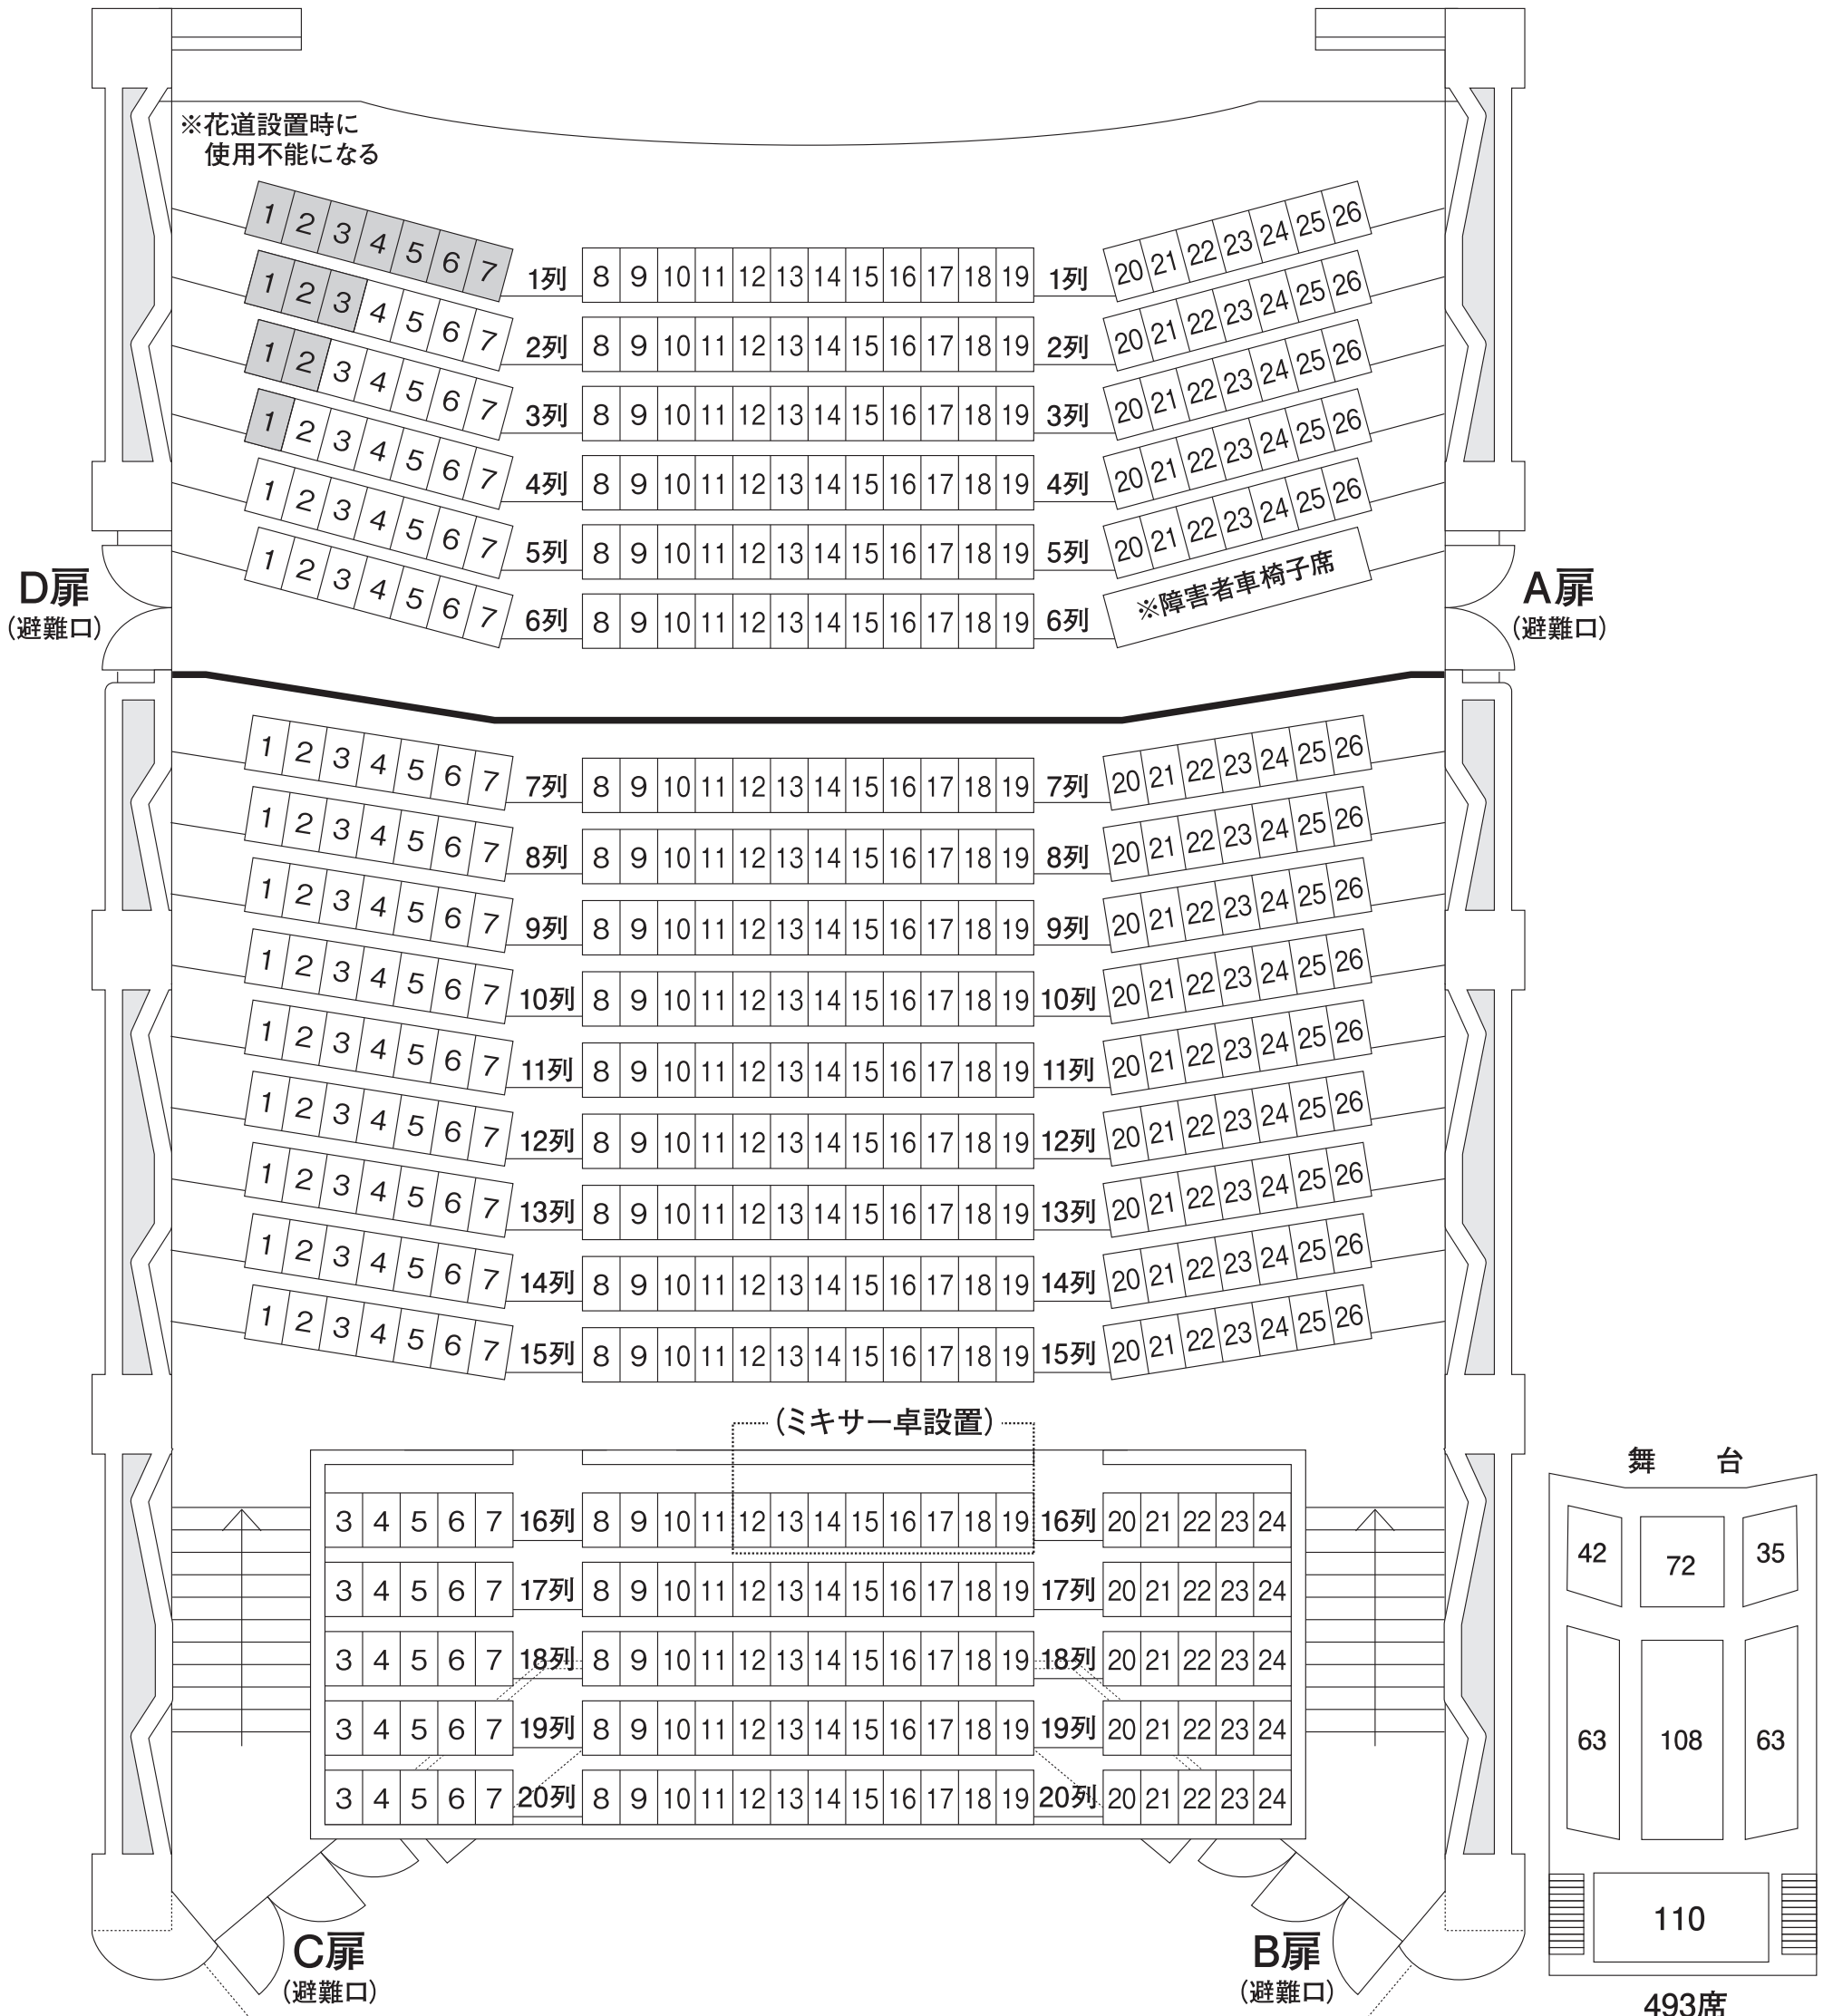 ※花道設置時に
使用不能になる
1 2 3 4 5 6 7 1列 8 9 10 11 12 13 14 15 16 17 18 19 1列 20 21 22 23 24 25 26
1 2 3 4 5 6 7 2列 8 9 10 11 12 13 14 15 16 17 18 19 2列 20 21 22 23 24 25 26
1 2 3 4 5 6 7 3列 8 9 10 11 12 13 14 15 16 17 18 19 3列 20 21 22 23 24 25 26
1 2 3 4 5 6 7 4列 8 9 10 11 12 13 14 15 16 17 18 19 4列 20 21 22 23 24 25 26
1 2 3 4 5 6 7 5列 8 9 10 11 12 13 14 15 16 17 18 19 5列 20 21 22 23 24 25 26
1 2 3 4 5 6 7 6列 8 9 10 11 12 13 14 15 16 17 18 19 6列 ※障害者車椅子席
D扉
(避難口)
A扉
(避難口)
1 2 3 4 5 6 7 7列 8 9 10 11 12 13 14 15 16 17 18 19 7列 20 21 22 23 24 25 26
1 2 3 4 5 6 7 8列 8 9 10 11 12 13 14 15 16 17 18 19 8列 20 21 22 23 24 25 26
1 2 3 4 5 6 7 9列 8 9 10 11 12 13 14 15 16 17 18 19 9列 20 21 22 23 24 25 26
1 2 3 4 5 6 7 10列 8 9 10 11 12 13 14 15 16 17 18 19 10列 20 21 22 23 24 25 26
1 2 3 4 5 6 7 11列 8 9 10 11 12 13 14 15 16 17 18 19 11列 20 21 22 23 24 25 26
1 2 3 4 5 6 7 12列 8 9 10 11 12 13 14 15 16 17 18 19 12列 20 21 22 23 24 25 26
1 2 3 4 5 6 7 13列 8 9 10 11 12 13 14 15 16 17 18 19 13列 20 21 22 23 24 25 26
1 2 3 4 5 6 7 14列 8 9 10 11 12 13 14 15 16 17 18 19 14列 20 21 22 23 24 25 26
1 2 3 4 5 6 7 15列 8 9 10 11 12 13 14 15 16 17 18 19 15列 20 21 22 23 24 25 26
(ミキサー卓設置)
3 4 5 6 7 16列 8 9 10 11 12 13 14 15 16 17 18 19 16列 20 21 22 23 24
3 4 5 6 7 17列 8 9 10 11 12 13 14 15 16 17 18 19 17列 20 21 22 23 24
3 4 5 6 7 18列 8 9 10 11 12 13 14 15 16 17 18 19 18列 20 21 22 23 24
3 4 5 6 7 19列 8 9 10 11 12 13 14 15 16 17 18 19 19列 20 21 22 23 24
3 4 5 6 7 20列 8 9 10 11 12 13 14 15 16 17 18 19 20列 20 21 22 23 24
C扉
(避難口)
B扉
(避難口)
舞 台
42 72 35
63 108 63
110
493席